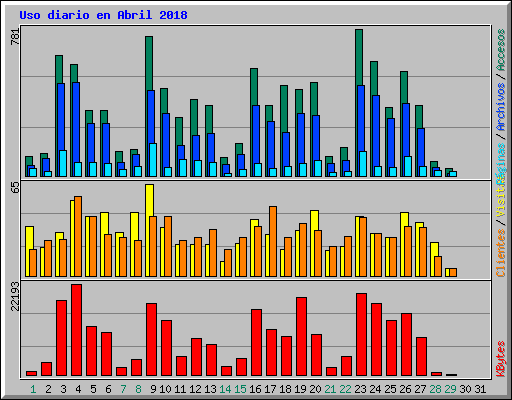 Uso diario en Abril 2018
781
65
22193
Páginas / Archivos / Accesos
Clientes / Visitas
KBytes
1 2 3 4 5 6 7 8 9 10 11 12 13 14 15 16 17 18 19 20 21 22 23 24 25 26 27 28 29 30 31